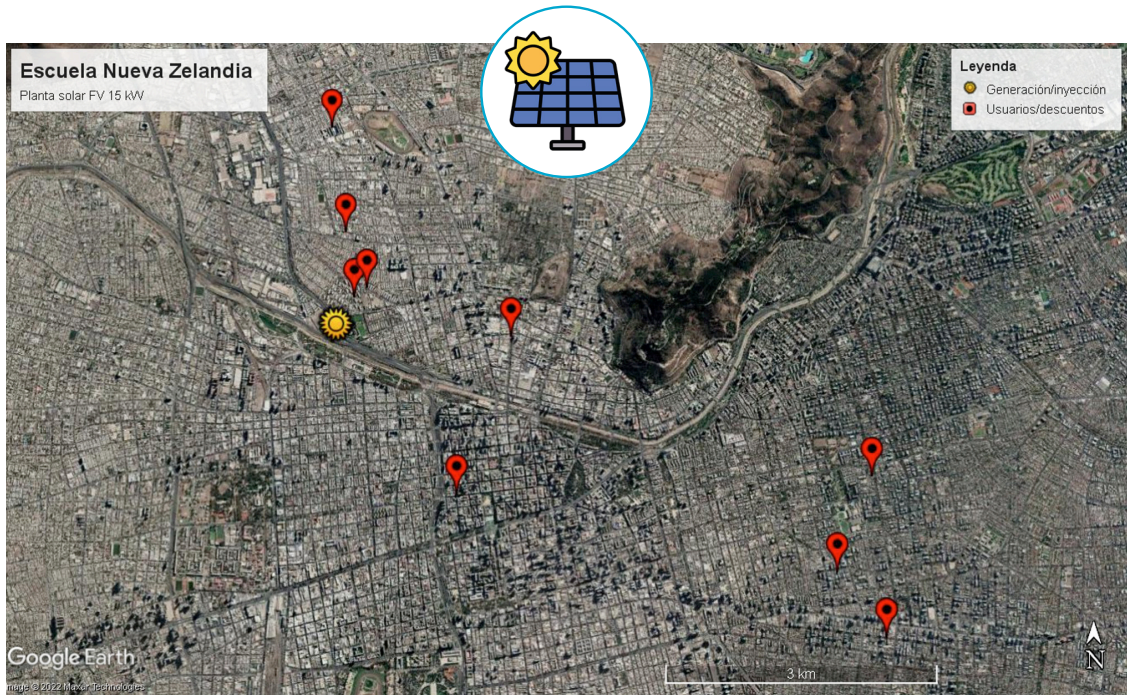 Escuela Nueva Zelandia
Planta solar FV 15 kW
Leyenda
Generación/inyección
Usuarios/descuentos
Google Earth
mage © 2022 Maxar Technologies
3 km
N